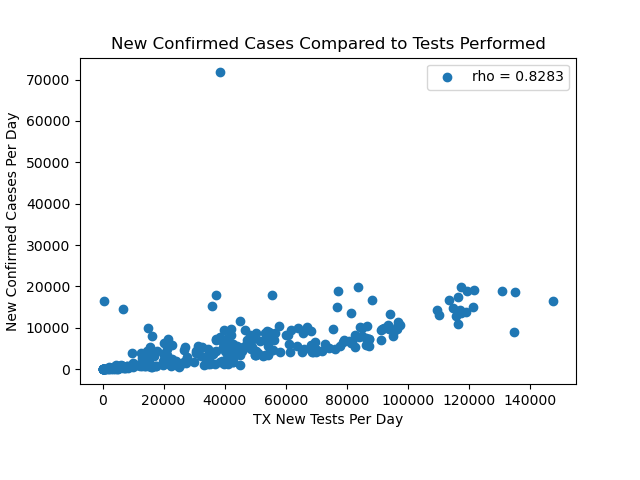 New Confirmed Cases Compared to Tests Performed
rho = 0.8283
New Confirmed Caeses Per Day
70000
60000
50000
40000
30000
20000
10000
0
0 20000 40000 60000 80000 100000 120000 140000
TX New Tests Per Day